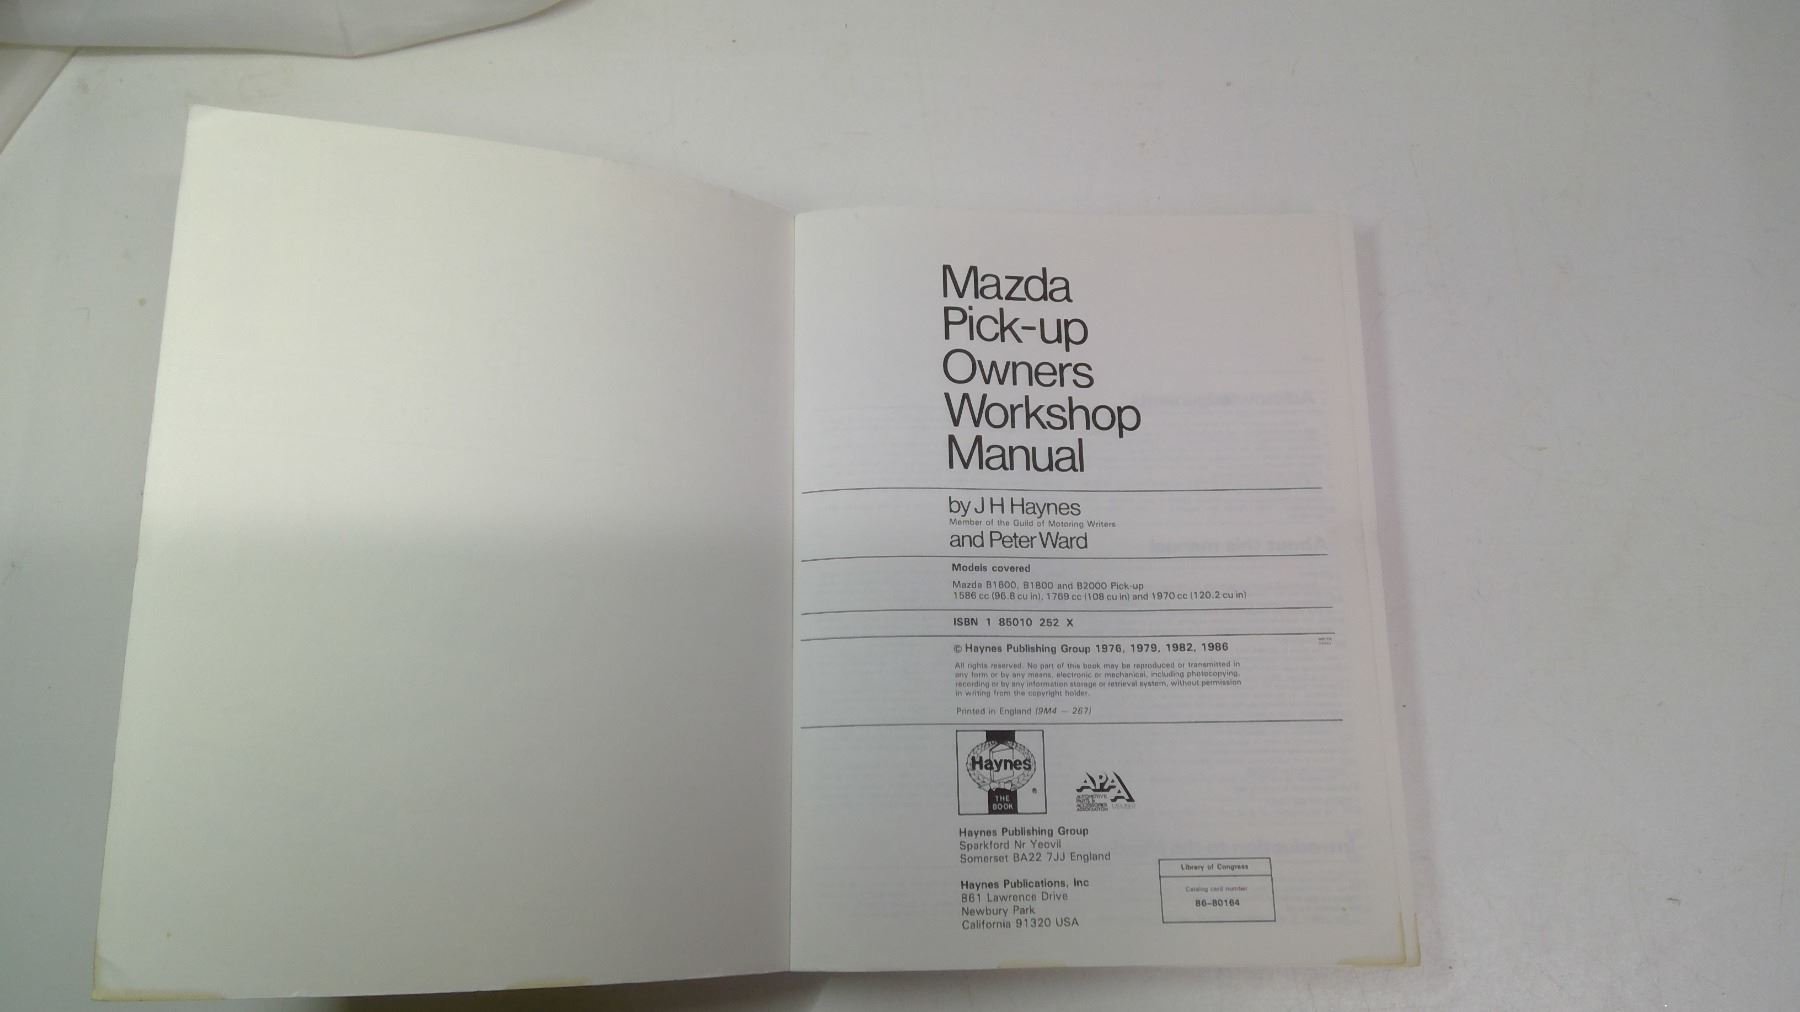 Mazda
Pick-up
Owners
Workshop
Manual
by J H Haynes
Member of the Guild of Motoring Writers
and Peter Ward
Models covered
Mazda B1600, B1800 and B2000 Pick-up
1586 cc (96.8 cu in), 1769 cc (108 cu in) and 1970 cc (120.2 cu in)
ISBN 1 85010 252 X
© Haynes Publishing Group 1976, 1979, 1982, 1986
All rights reserved. No part of this book may be reproduced or transmitted in
any form or by any means, electronic or mechanical, including photocopying,
recording or by any information storage or retrieval system, without permission
in writing from the copyright holder.
Printed in England (9M4 – 267)
Haynes
®
THE
BOOK
APAA
AUTOMOTIVE
PARTS &
ACCESSORIES
ASSOCIATION MEMBER
Haynes Publishing Group
Sparkford Nr Yeovil
Somerset BA22 7JJ England
Haynes Publications, Inc
861 Lawrence Drive
Newbury Park
California 91320 USA
Library of Congress
Catalog card number
86-80164